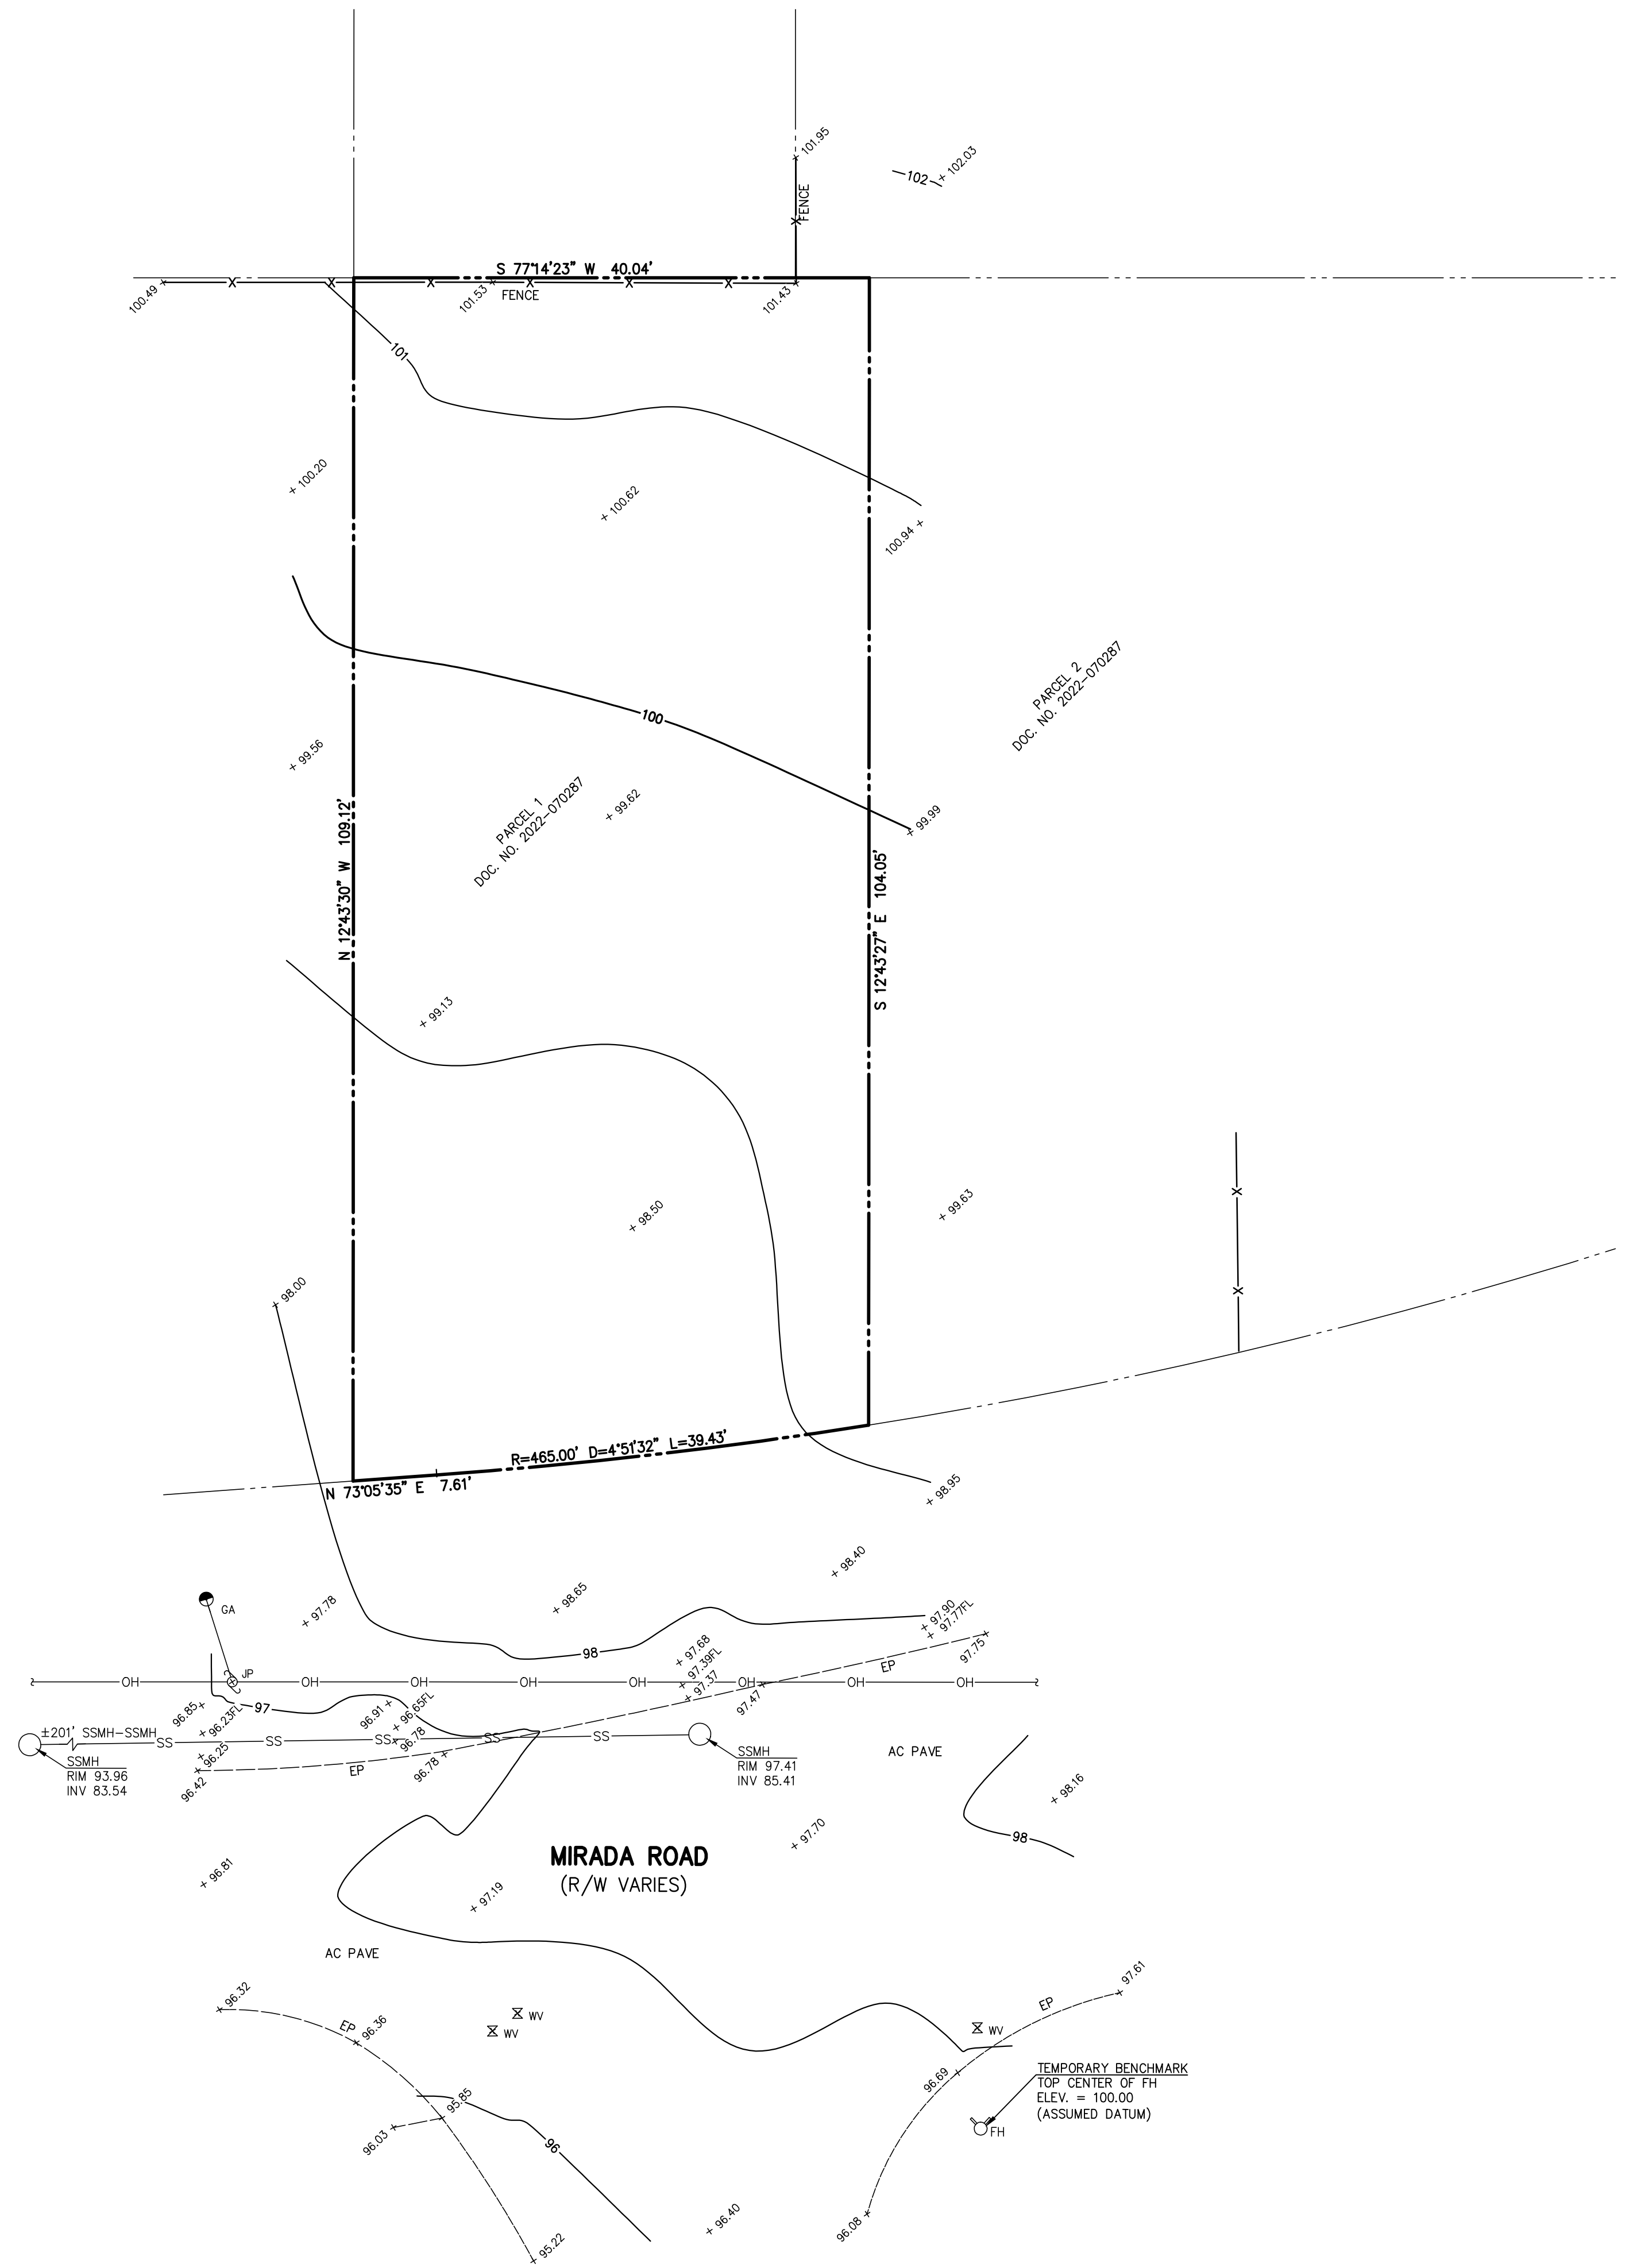 101.95
102
102.03
FENCE
S 77°14'23" W 40.04'
100.49
101.53
FENCE
101.43
101
100.20
100.62
100.94
PARCEL 2
DOC. NO. 2022-070287
100
99.56
99.62
99.99
PARCEL 1
DOC. NO. 2022-070287
N 12°43'30" W 109.12'
S 12°43'27" E 104.05'
99.13
98.50
99.63
98.00
R=465.00' D=4°51'32" L=39.43'
N 73°05'35" E 7.61'
98.95
98.40
98.65
97.78
GA
97.90
97.77FL
97.68
97.39FL
97.37
98
97.75
EP
JP
OH
OH
OH
OH
OH
OH
OH
OH
97.47
97
96.85
96.23FL
96.91
96.65FL
96.78
±201' SSMH-SSMH
SS
SS
SS
SS
SS
96.25
96.42
EP
96.78
SSMH
RIM 93.96
INV 83.54
SSMH
RIM 97.41
INV 85.41
AC PAVE
98.16
98
97.70
MIRADA ROAD
(R/W VARIES)
96.81
97.19
AC PAVE
96.32
EP
96.36
WV
WV
WV
EP
97.61
96.69
TEMPORARY BENCHMARK
TOP CENTER OF FH
ELEV. = 100.00
(ASSUMED DATUM)
FH
95.85
96.03
96
96.40
96.08
95.22